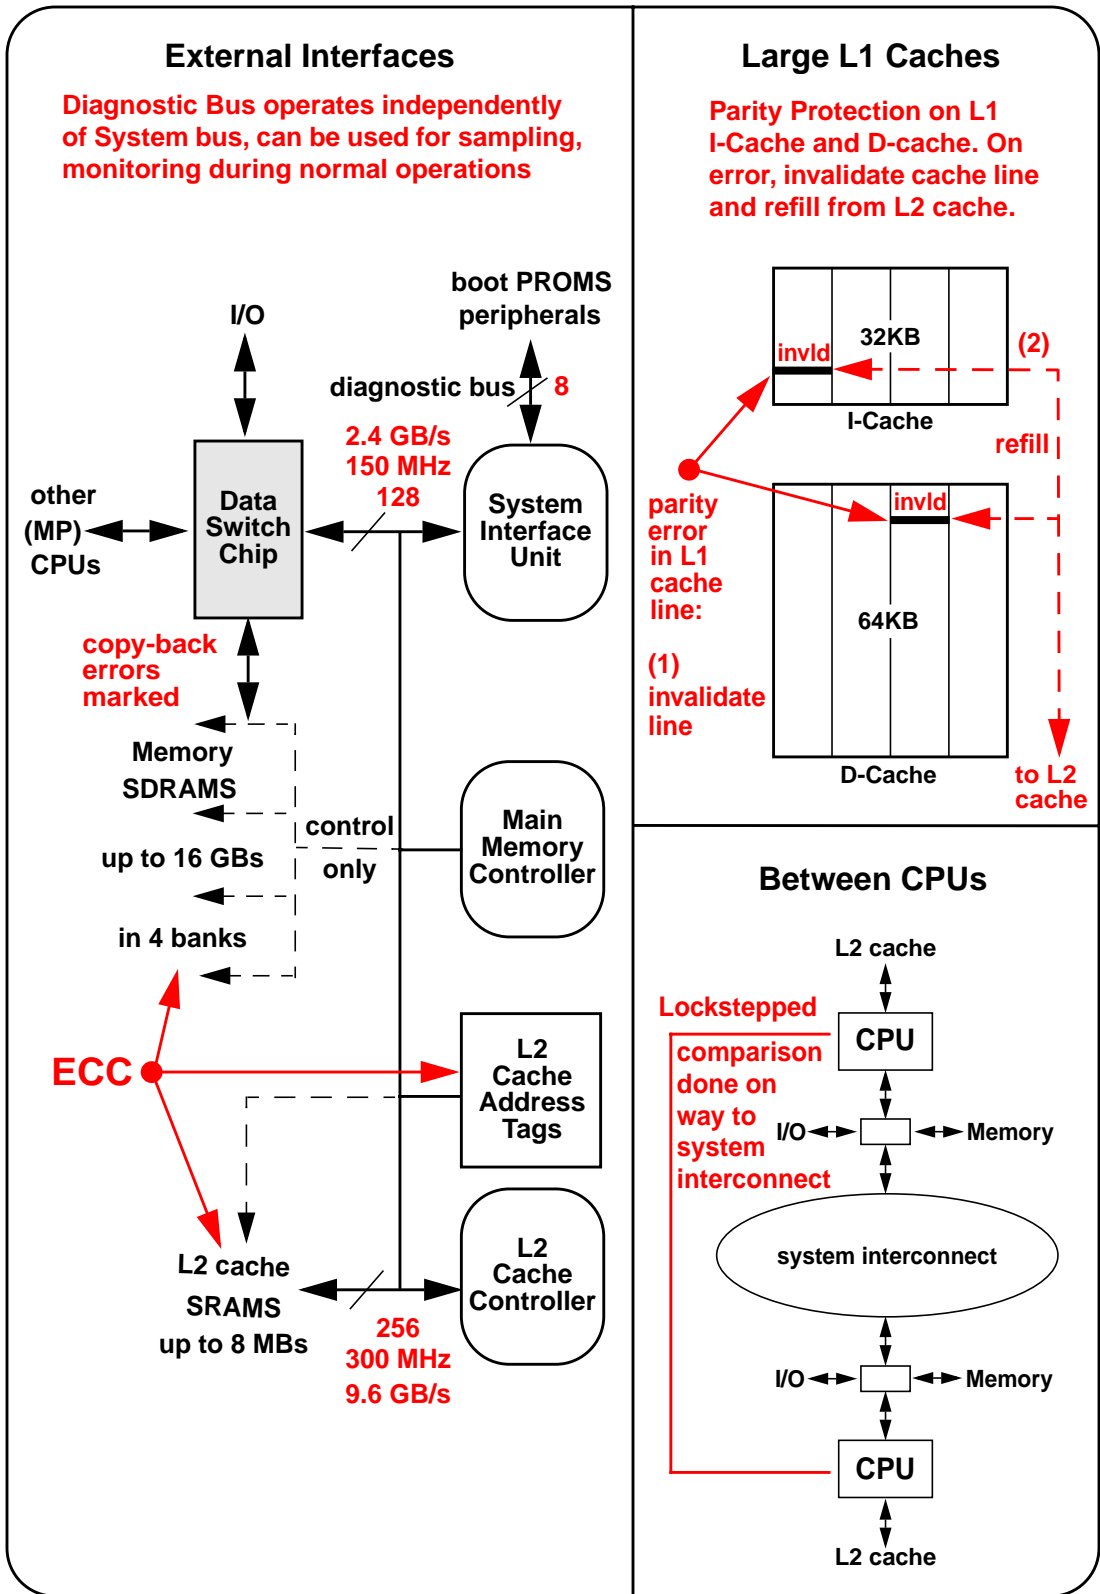 External Interfaces
Diagnostic Bus operates independently
of System bus, can be used for sampling,
monitoring during normal operations
boot PROMS
peripherals
I/O
diagnostic bus
8
2.4 GB/s
150 MHz
128
other
(MP)
CPUs
Data
Switch
Chip
System
Interface
Unit
copy-back
errors
marked
Memory
SDRAMS
up to 16 GBs
in 4 banks
control
only
Main
Memory
Controller
ECC
L2
Cache
Address
Tags
L2 cache
SRAMS
up to 8 MBs
L2
Cache
Controller
256
300 MHz
9.6 GB/s
Large L1 Caches
Parity Protection on L1
I-Cache and D-cache. On
error, invalidate cache line
and refill from L2 cache.
32KB
invld
(2)
I-Cache
refill
parity
error
in L1
cache
line:
(1)
invalidate
line
invld
64KB
D-Cache
to L2
cache
Between CPUs
L2 cache
Lockstepped
CPU
comparison
done on
way to
system
interconnect
I/O
Memory
system interconnect
I/O
Memory
CPU
L2 cache